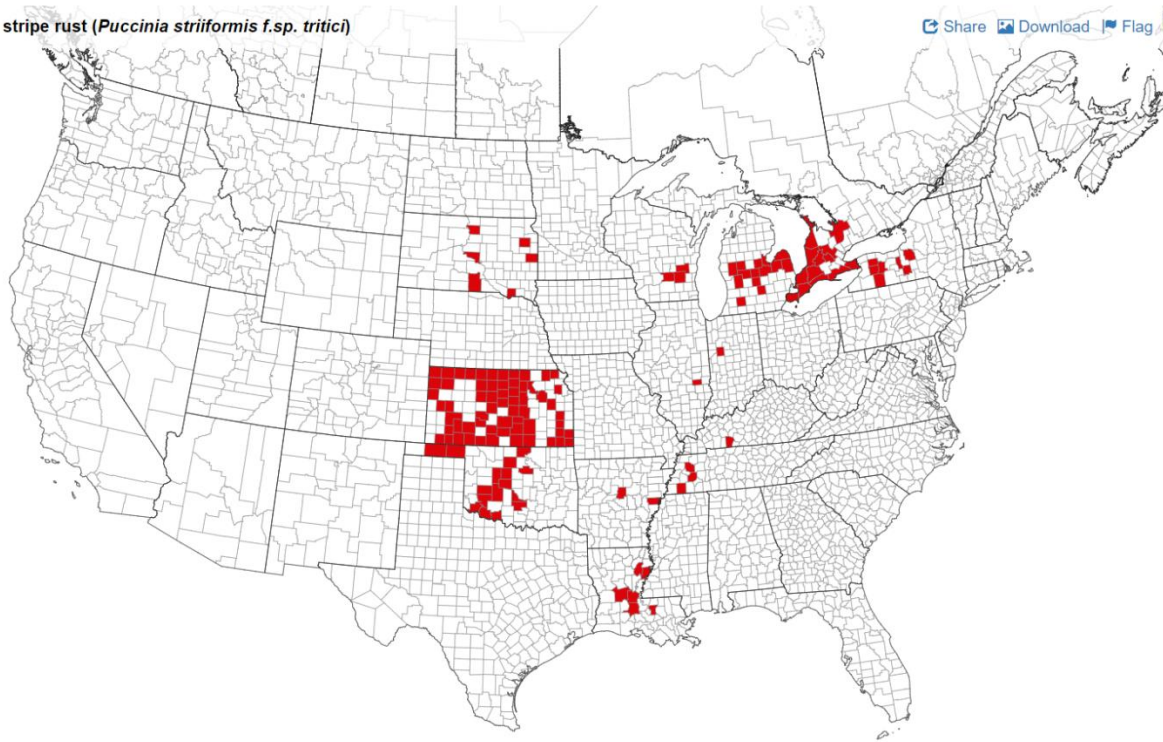 stripe rust (Puccinia striiformis f.sp. tritici)
Share Download Flag